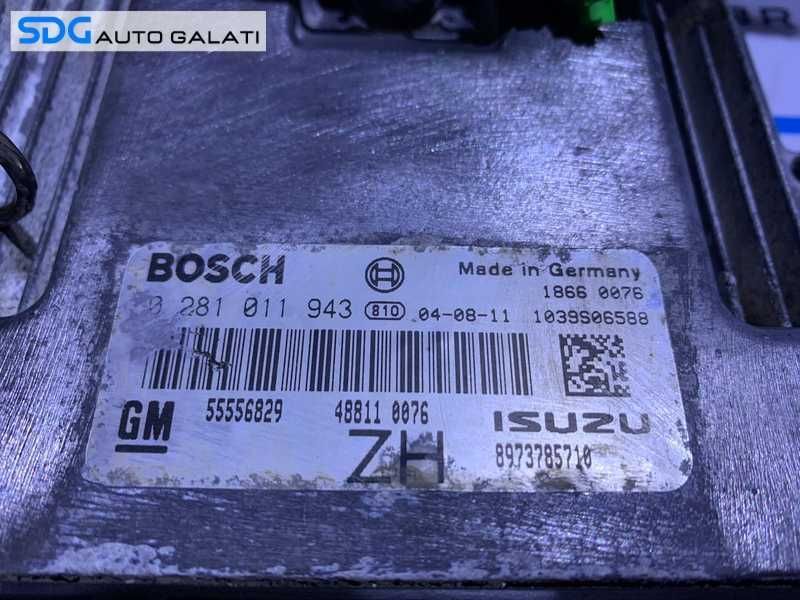 SDG AUTO GALATI
BOSCH
Made in Germany
1866 0076
0 281 011 943 810 04-08-11 1039S06588
GM
55556829
48811 0076
ISUZU
ZH
8973785710